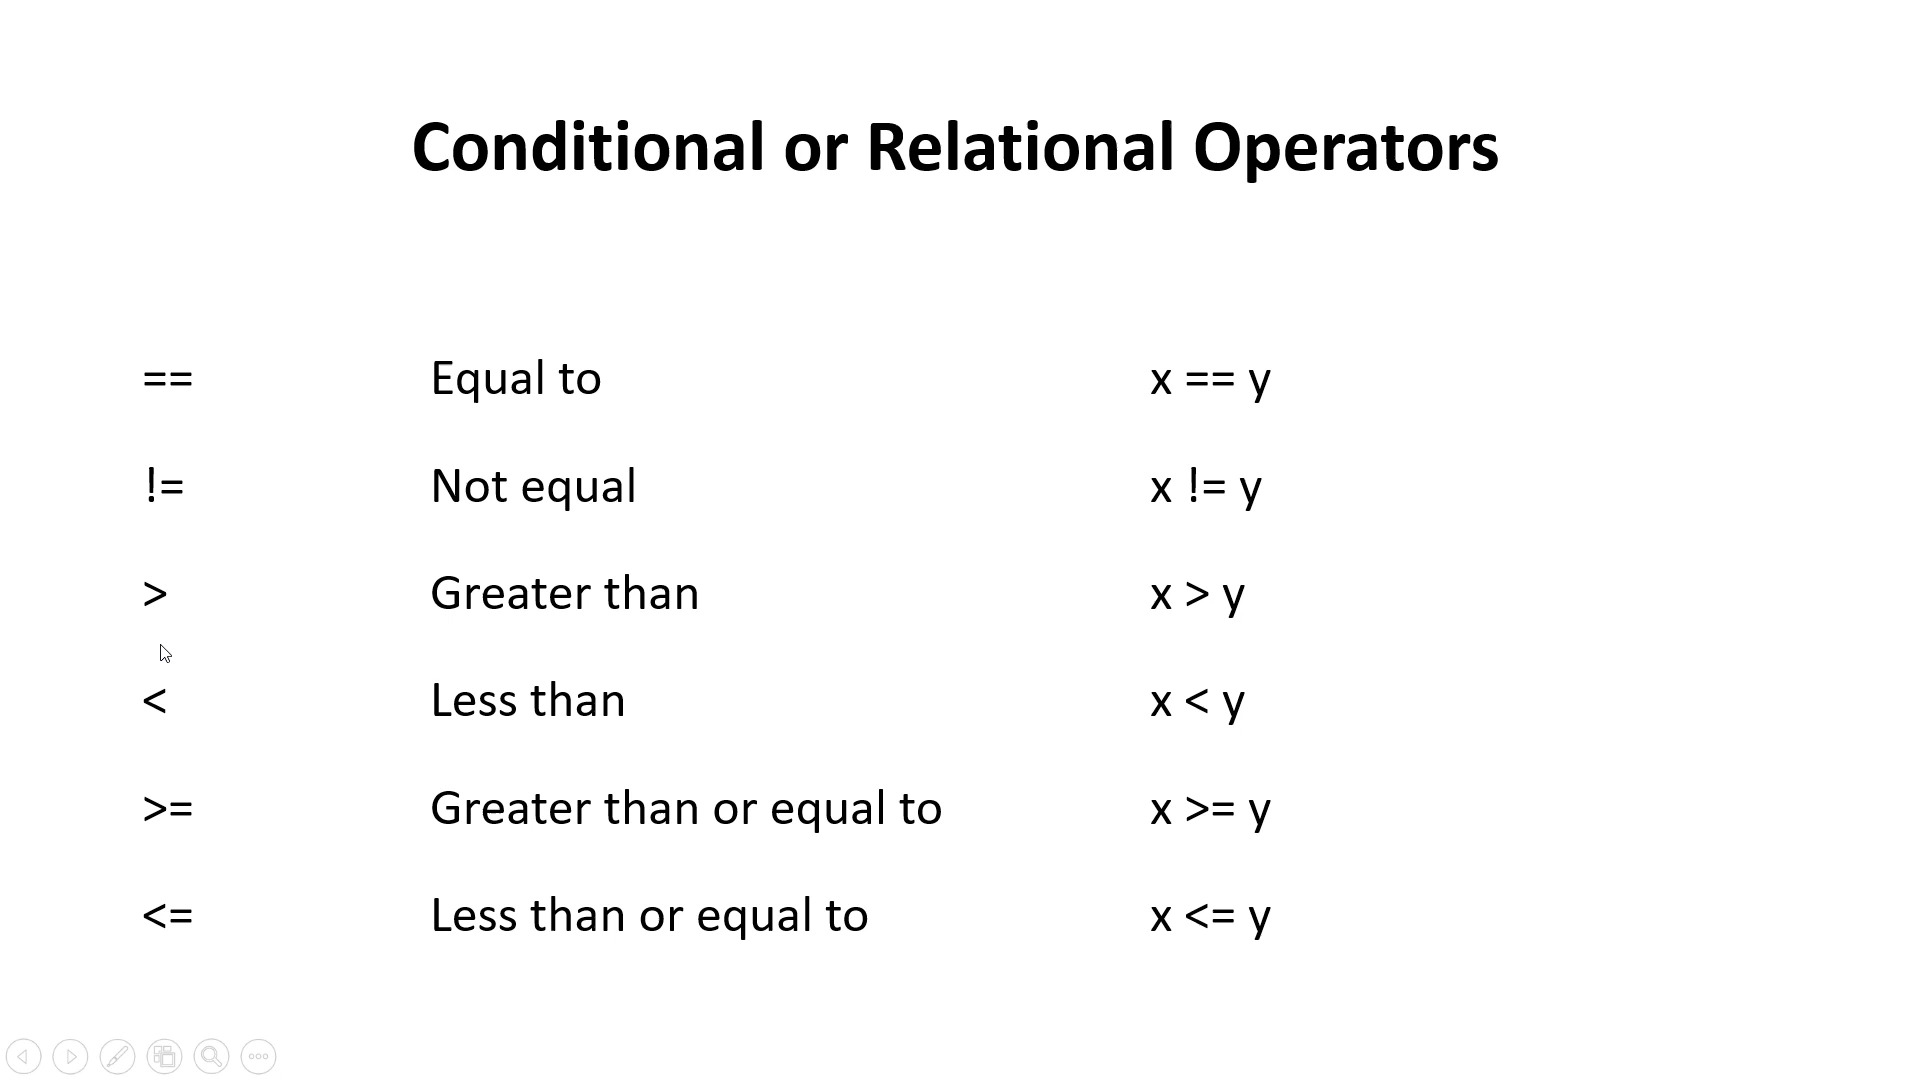 Conditional or Relational Operators
== Equal to x == y
!= Not equal x != y
> Greater than x > y
< Less than x < y
>= Greater than or equal to x >= y
<= Less than or equal to x <= y